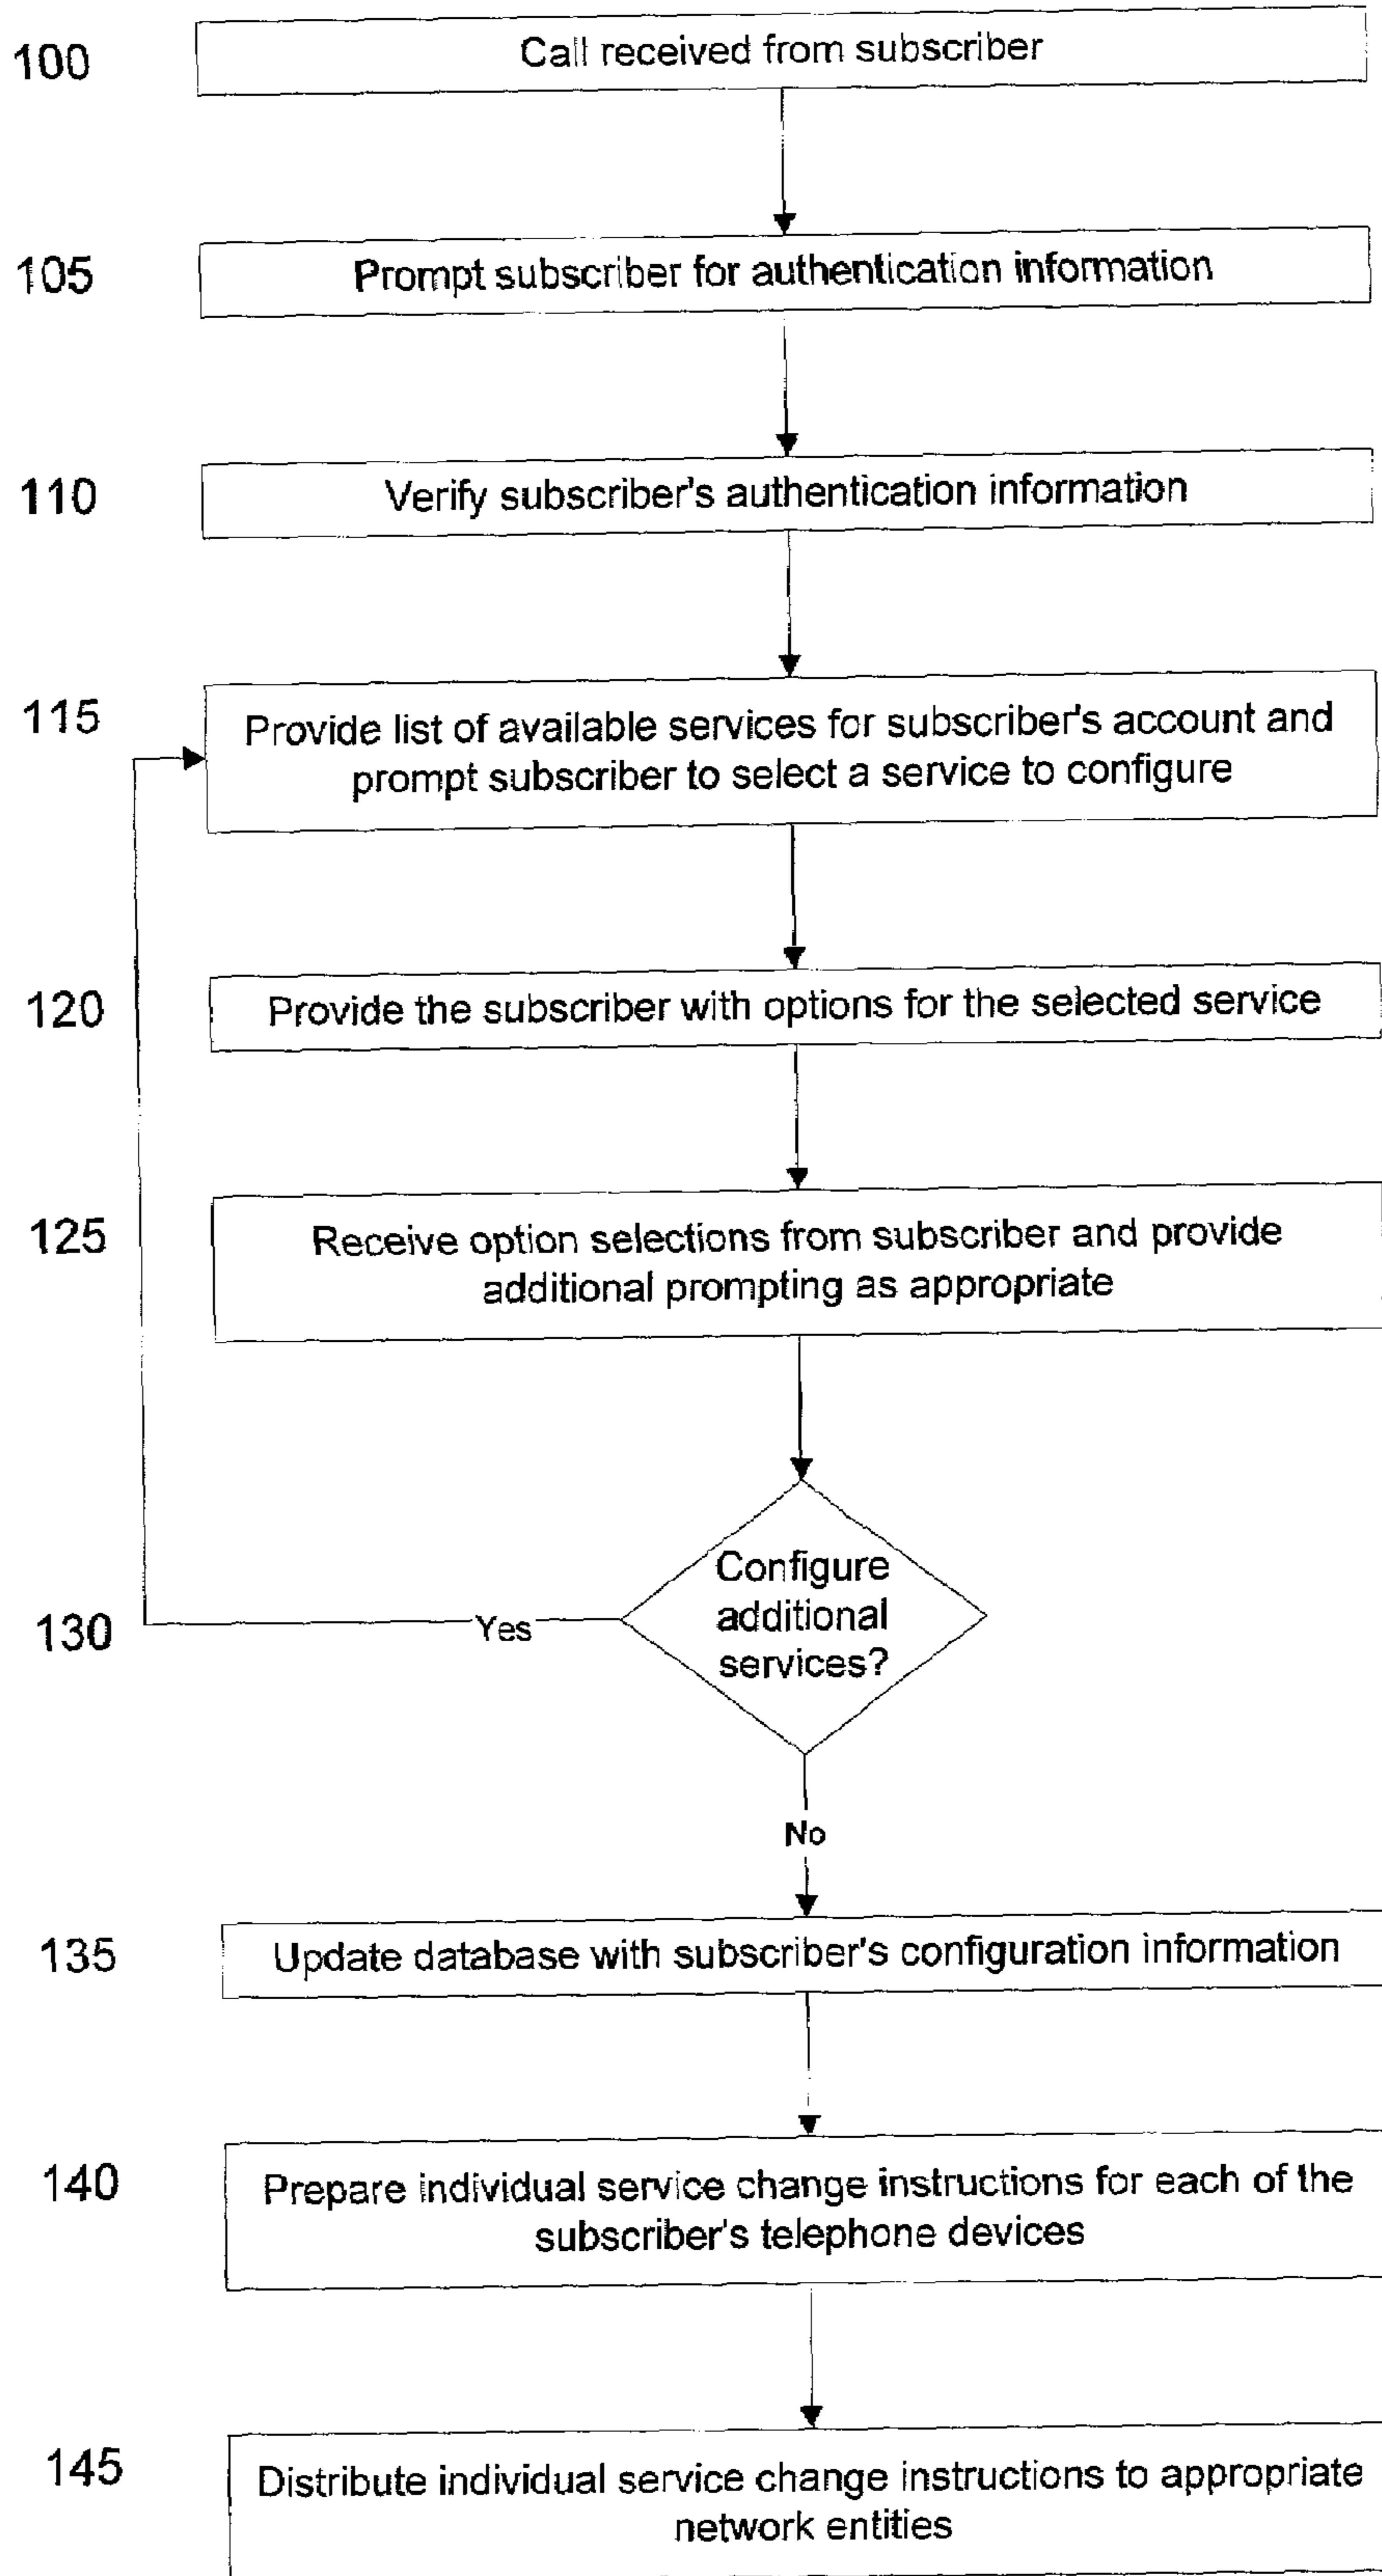 100
Call received from subscriber
105
Prompt subscriber for authentication information
110
Verify subscriber's authentication information
115
Provide list of available services for subscriber's account and
prompt subscriber to select a service to configure
120
Provide the subscriber with options for the selected service
125
Receive option selections from subscriber and provide
additional prompting as appropriate
130
Configure
additional
services?
Yes
No
135
Update database with subscriber's configuration information
140
Prepare individual service change instructions for each of the
subscriber's telephone devices
145
Distribute individual service change instructions to appropriate
network entities